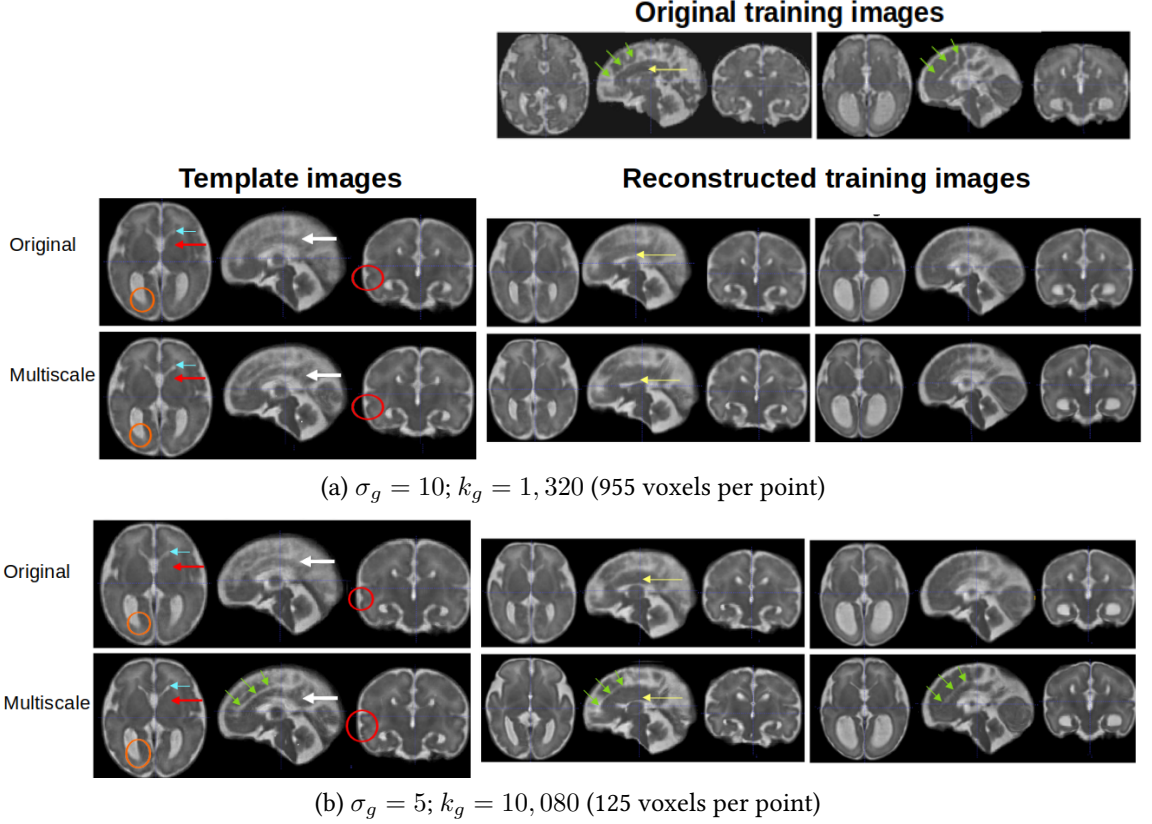 Original training images
Template images
Reconstructed training images
Original
Multiscale
(a) σ_g = 10; k_g = 1, 320 (955 voxels per point)
Original
Multiscale
(b) σ_g = 5; k_g = 10, 080 (125 voxels per point)